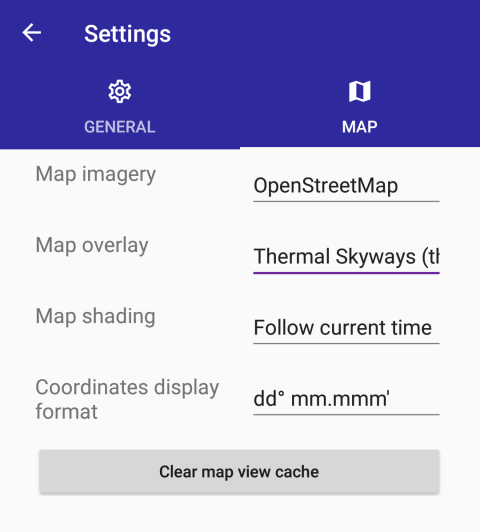 Settings
GENERAL
MAP
Map imagery
OpenStreetMap
Map overlay
Thermal Skyways (th
Map shading
Follow current time
Coordinates display
format
dd° mm.mmm'
Clear map view cache